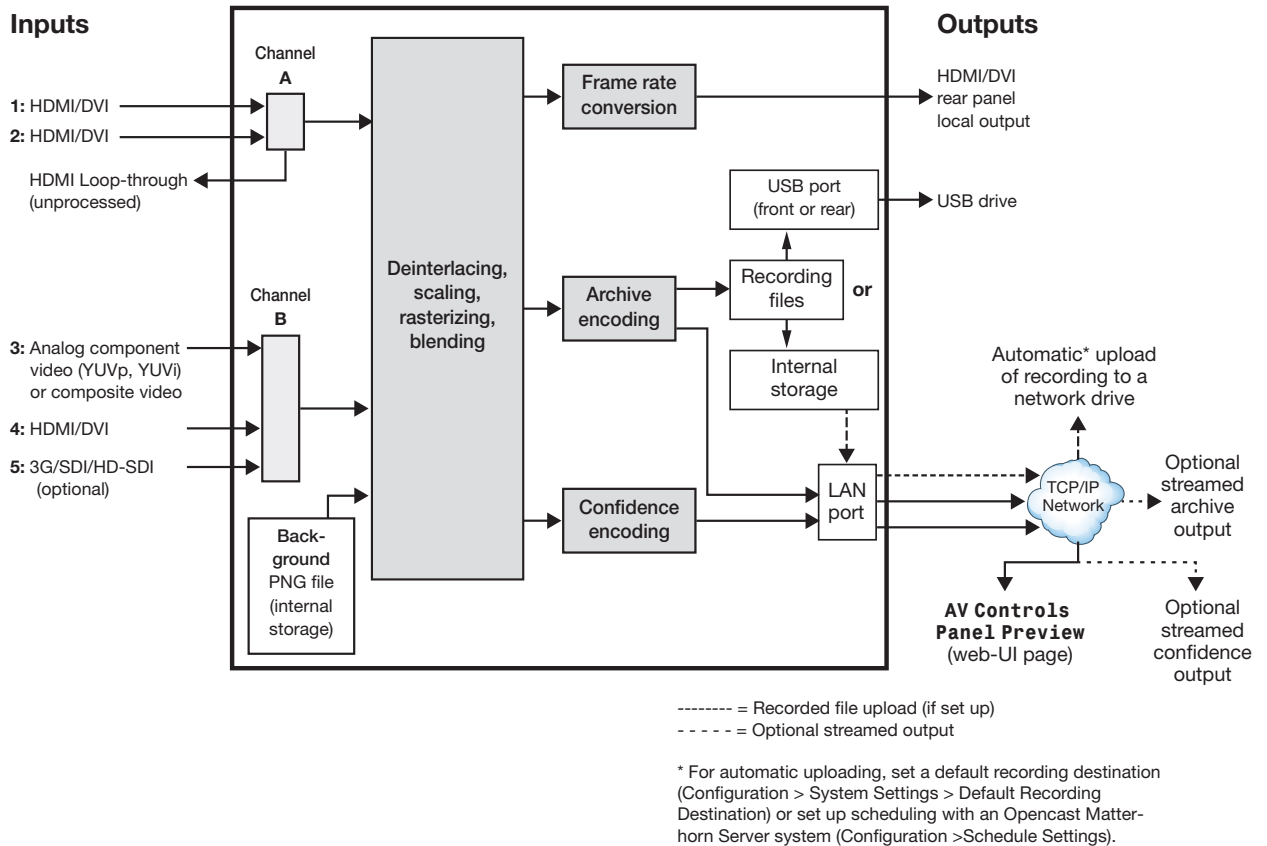 Inputs
Outputs
Channel
A
1: HDMI/DVI
2: HDMI/DVI
HDMI Loop-through
(unprocessed)
Channel
B
3: Analog component
video (YUVp, YUVi)
or composite video
4: HDMI/DVI
5: 3G/SDI/HD-SDI
(optional)
Back-
ground
PNG file
(internal
storage)
Deinterlacing,
scaling,
rasterizing,
blending
Frame rate
conversion
HDMI/DVI
rear panel
local output
USB port
(front or rear)
USB drive
Archive
encoding
Recording
files
or
Internal
storage
Confidence
encoding
LAN
port
Automatic* upload
of recording to a
network drive
TCP/IP
Network
Optional
streamed
archive
output
AV Controls
Panel Preview
(web-UI page)
Optional
streamed
confidence
output
-------- = Recorded file upload (if set up)
- - - - - = Optional streamed output
* For automatic uploading, set a default recording destination
(Configuration > System Settings > Default Recording
Destination) or set up scheduling with an Opencast Matter-
horn Server system (Configuration >Schedule Settings).